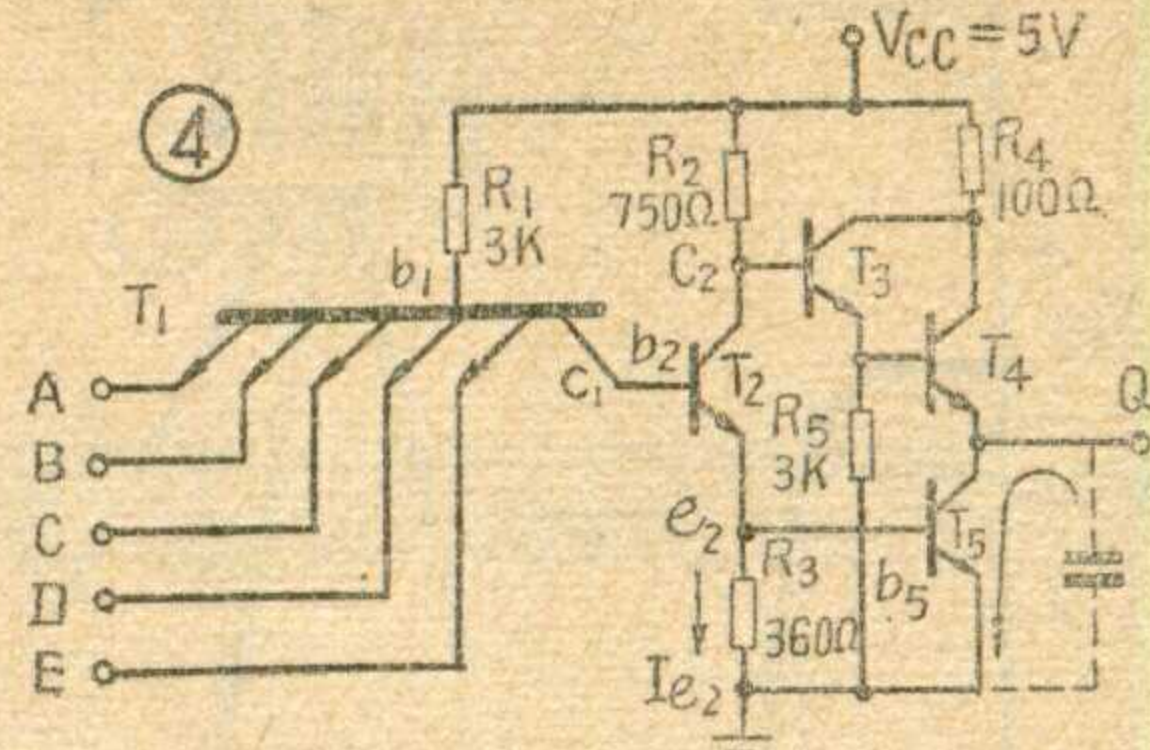 ④
VCC=5V
R1
3K
R2
750Ω
R4
100Ω
b1
C2
T3
T1
b2
T2
T4
A
C1
Q
B
R5
3K
C
e2
T5
D
R3
b5
360Ω
E
Ie2